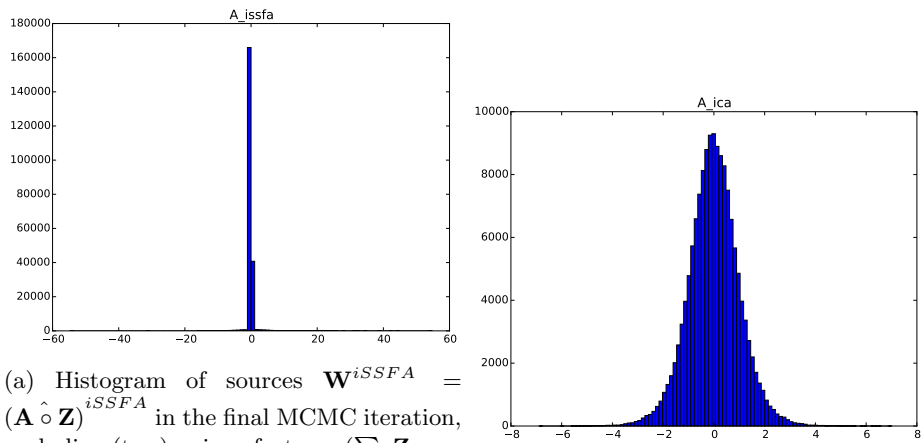 A_issfa
180000
160000
140000
120000
100000
80000
60000
40000
20000
0
−60 −40 −20 0 20 40 60
A_ica
10000
8000
6000
4000
2000
0
−8 −6 −4 −2 0 2 4 6 8
(a) Histogram of sources W^{iSSFA} =
(A ∘̂ Z)^{iSSFA} in the final MCMC iteration,